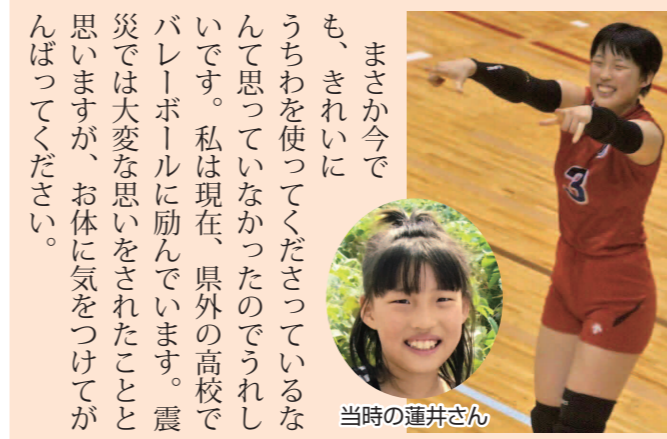 まさか今で
も、きれいに
うちわを使ってくださっているな
んて思っていなかったのでうれし
いです。私は現在、県外の高校で
バレーボールに励んでいます。震
災では大変な思いをされたことと
思いますが、お体に気をつけてが
んばってください。
3
当時の蓮井さん